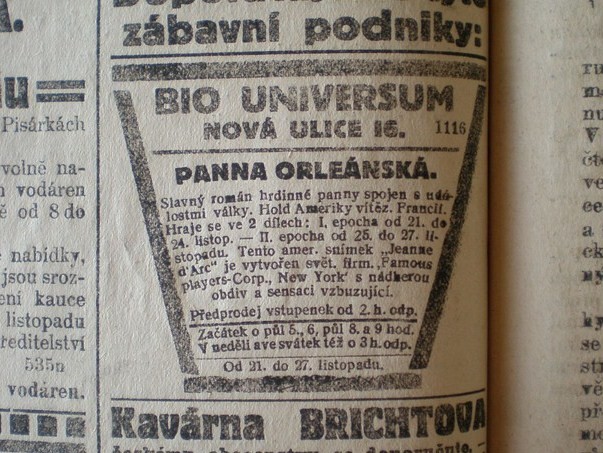 zábavní podniky:
BIO UNIVERSUM
NOVÁ ULICE 16. 1116
PANNA ORLEÁNSKÁ.
Slavný román hrdinné panny spojen s udá-
lostmi války. Hold Ameriky vítěz. Francii.
Hraje se ve 2 dílech: I. epocha od 21. do
24. listop. — II. epocha od 25. do 27. li-
stopadu. Tento amer. snímek „Jeanne
d'Arc" je vytvořen svět. firm. „Famous
players-Corp., New York' s nádherou
obdiv a sensaci vzbuzující.
Předprodej vstupenek od 2. h. odp.
Začátek o půl 5., 6, půl 8. a 9 hod.
V neděli a ve svátek též o 3 h. odp.
Od 21. do 27. listopadu.
Kavárna BRICHTOVA
Pisárkách
volně na-
vodáren
od 8 do
nabídky,
jsou sroz-
ení kauce
listopadu
editelství
535n
vodáren.